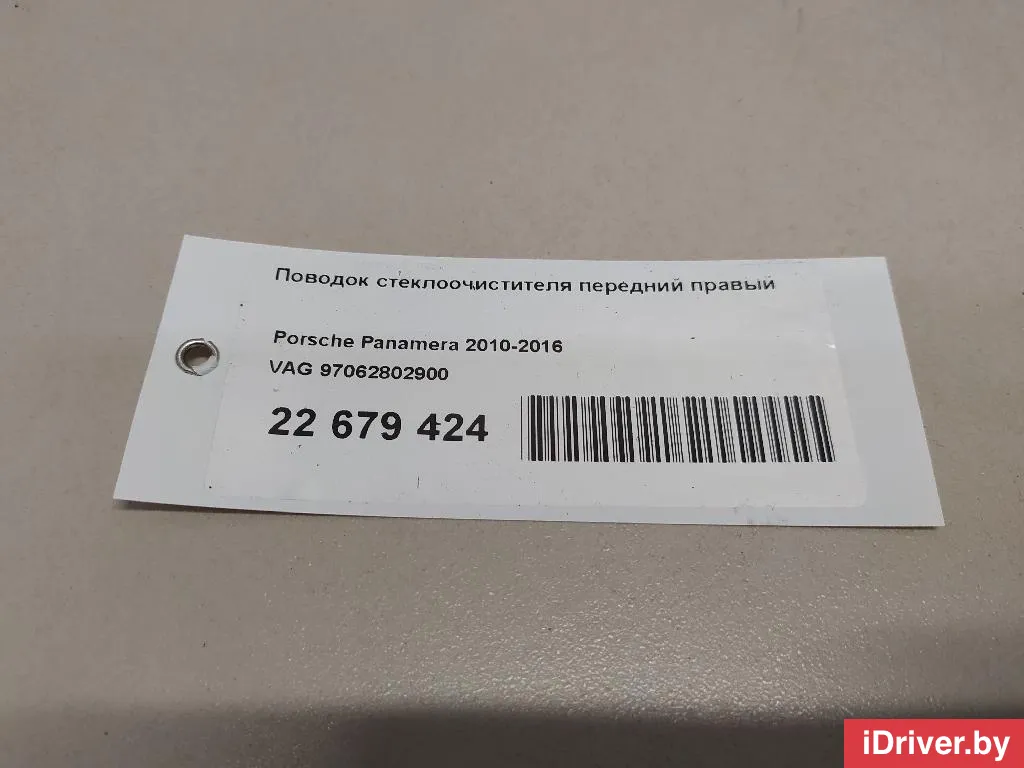 Поводок стеклоочистителя передний правый
Porsche Panamera 2010-2016
VAG 97062802900
22 679 424
iDriver.by